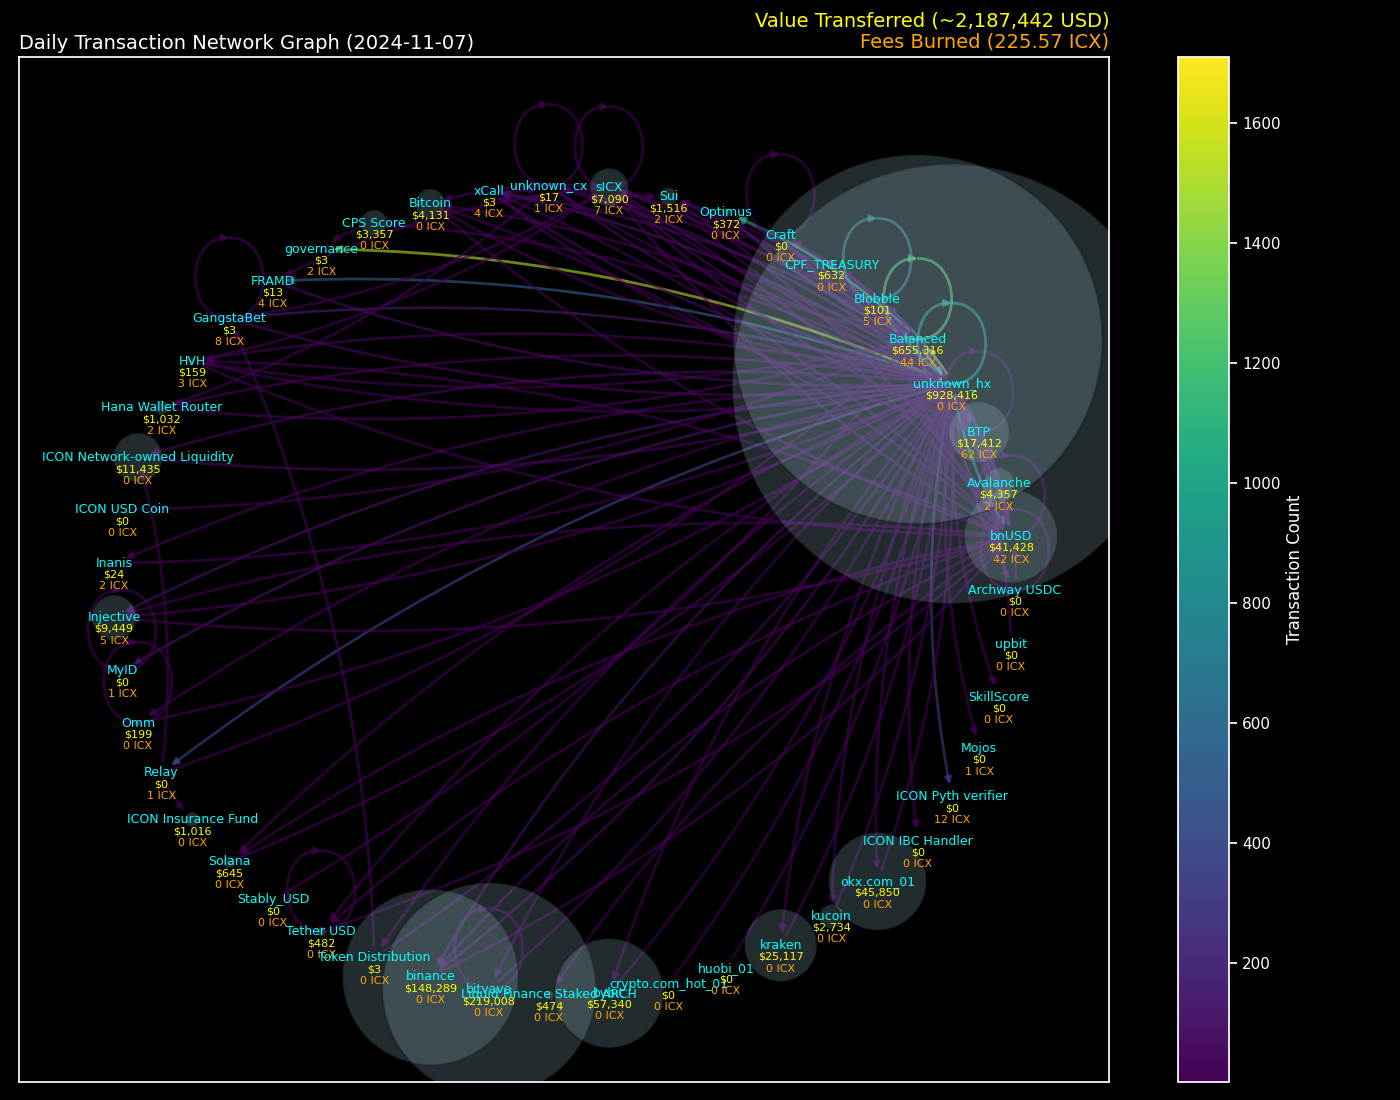 Value Transferred (~2,187,442 USD)
Daily Transaction Network Graph (2024-11-07)
Fees Burned (225.57 ICX)
unknown_cx
$17
1 ICX
sICX
$7,090
7 ICX
xCall
$3
4 ICX
Sui
$1,516
2 ICX
Bitcoin
$4,131
0 ICX
Optimus
$372
0 ICX
CPS Score
$3,357
0 ICX
Craft
$0
0 ICX
governance
$3
2 ICX
CPF_TREASURY
$632
0 ICX
FRAMD
$13
4 ICX
Blobble
$101
5 ICX
GangstaBet
$3
8 ICX
Balanced
$655,316
44 ICX
HVH
$159
3 ICX
unknown_hx
$928,416
0 ICX
Hana Wallet Router
$1,032
2 ICX
BTP
$17,412
62 ICX
ICON Network-owned Liquidity
$11,435
0 ICX
Avalanche
$4,357
2 ICX
ICON USD Coin
$0
0 ICX
bnUSD
$41,428
42 ICX
Inanis
$24
2 ICX
Archway USDC
$0
0 ICX
Injective
$9,449
5 ICX
upbit
$0
0 ICX
MyID
$0
1 ICX
SkillScore
$0
0 ICX
Omm
$199
0 ICX
Mojos
$0
1 ICX
Relay
$0
1 ICX
ICON Pyth verifier
$0
12 ICX
ICON Insurance Fund
$1,016
0 ICX
ICON IBC Handler
$0
0 ICX
Solana
$645
0 ICX
okx.com_01
$45,850
0 ICX
Stably_USD
$0
0 ICX
kucoin
$2,734
0 ICX
Tether USD
$482
0 ICX
kraken
$25,117
0 ICX
Token Distribution
$3
0 ICX
huobi_01
$0
0 ICX
binance
$148,289
0 ICX
crypto.com_hot_01
$0
0 ICX
bitvavo
$219,008
0 ICX
Finance Staked
$474
0 ICX
$57,340
0 ICX
1600
1400
1200
1000
800
600
400
200
Transaction Count